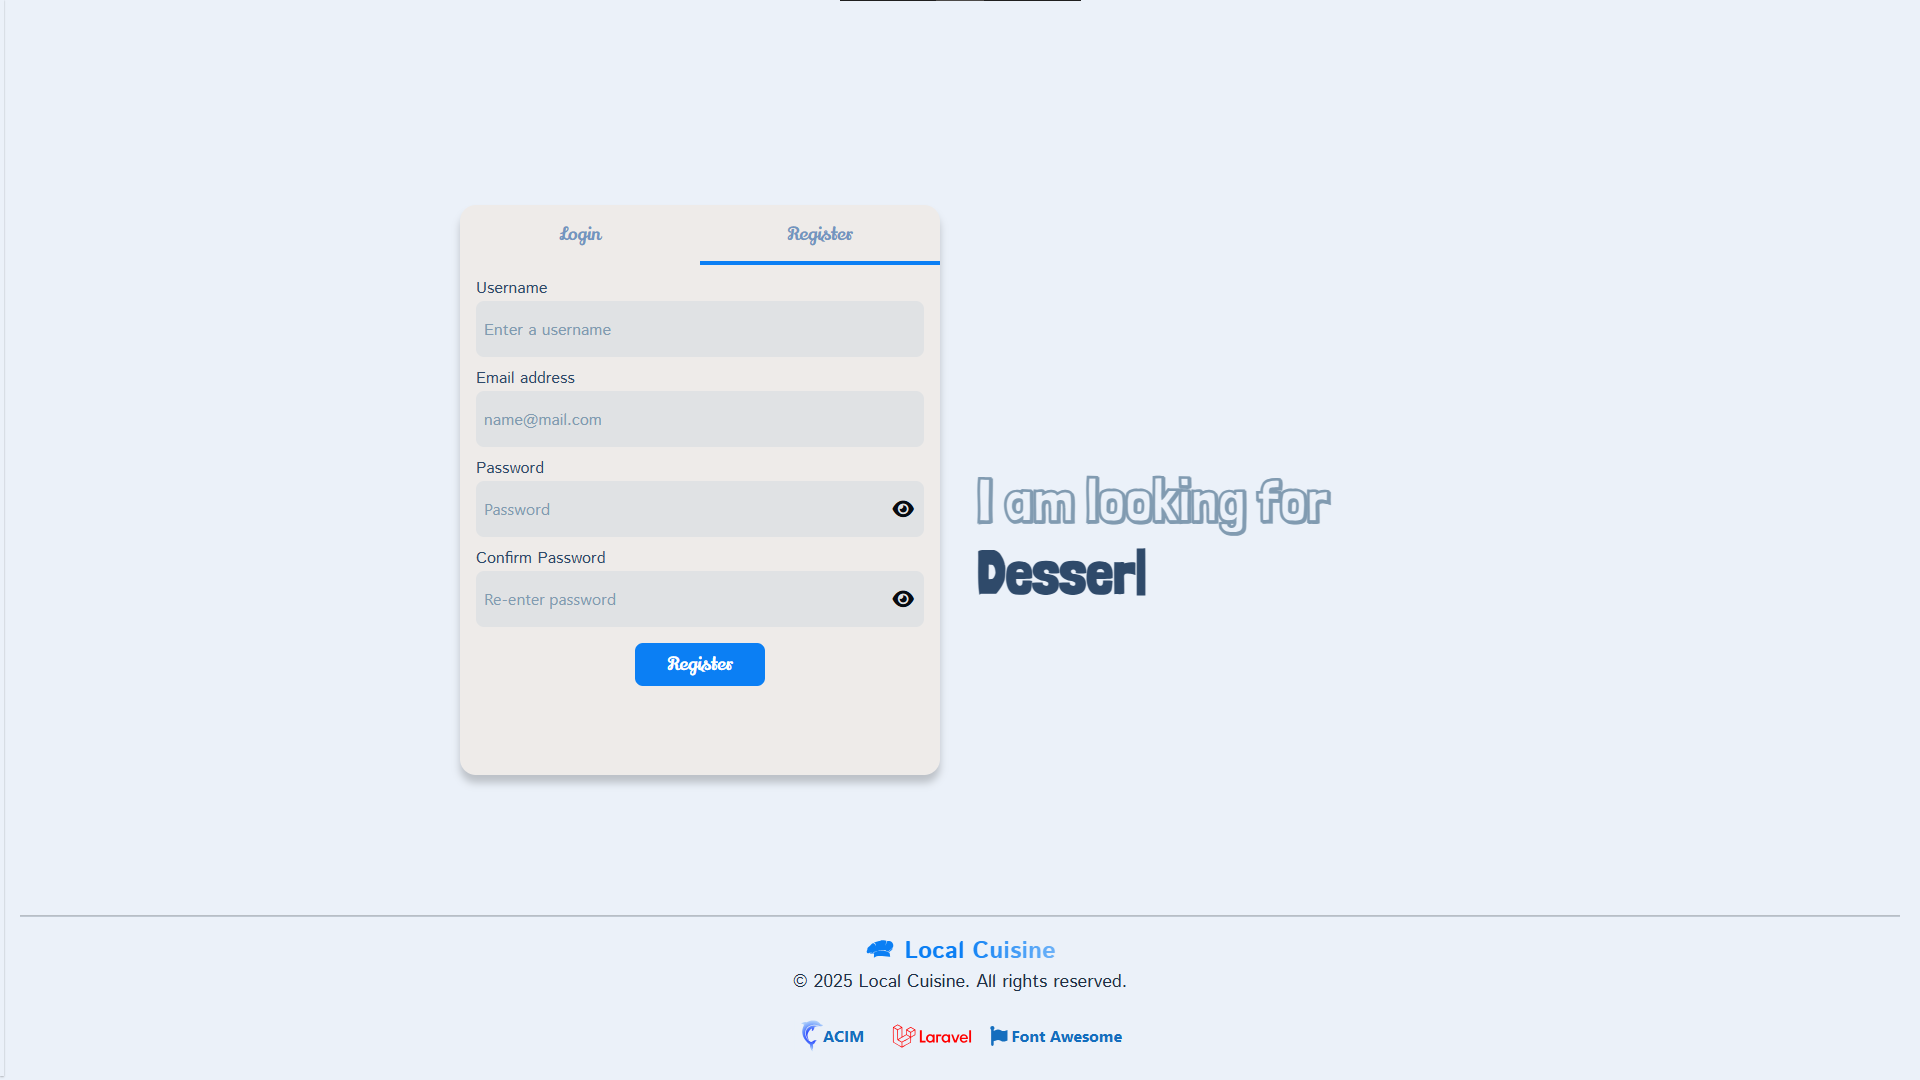 Login
Register
Username
Enter a username
Email address
name@mail.com
Password
Password
Confirm Password
Re-enter password
Register
I am looking for
Desser|
Local Cuisine
© 2025 Local Cuisine. All rights reserved.
ACIM
Laravel
Font Awesome